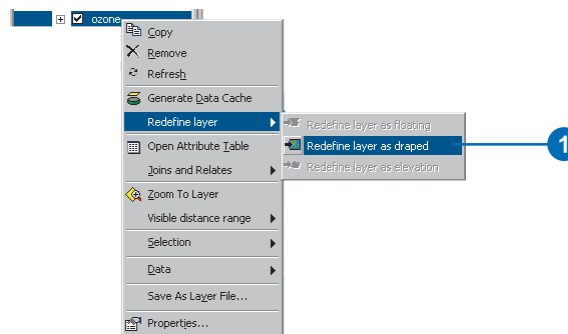 ozone
Copy
Remove
Refresh
Generate Data Cache
Redefine layer
Redefine layer as floating
Redefine layer as draped
1
Redefine layer as elevation
Open Attribute Table
Joins and Relates
Zoom To Layer
Visible distance range
Selection
Data
Save As Layer File...
Properties...